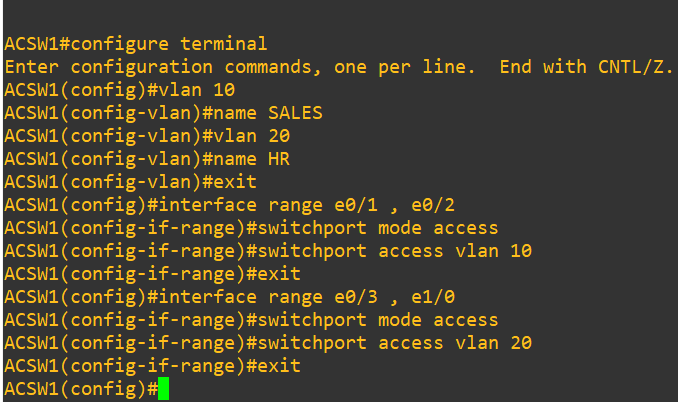 ACSW1#configure terminal
Enter configuration commands, one per line.  End with CNTL/Z.
ACSW1(config)#vlan 10
ACSW1(config-vlan)#name SALES
ACSW1(config-vlan)#vlan 20
ACSW1(config-vlan)#name HR
ACSW1(config-vlan)#exit
ACSW1(config)#interface range e0/1 , e0/2
ACSW1(config-if-range)#switchport mode access
ACSW1(config-if-range)#switchport access vlan 10
ACSW1(config-if-range)#exit
ACSW1(config)#interface range e0/3 , e1/0
ACSW1(config-if-range)#switchport mode access
ACSW1(config-if-range)#switchport access vlan 20
ACSW1(config-if-range)#exit
ACSW1(config)#